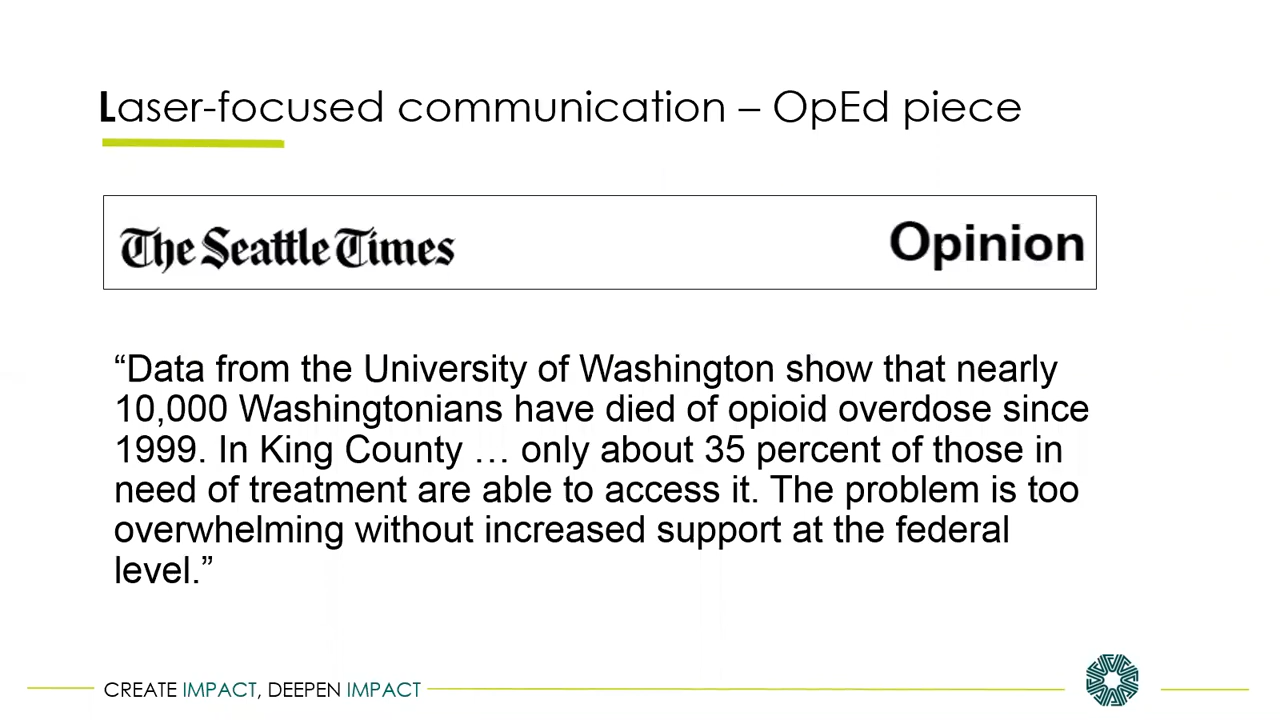 Laser-focused communication – OpEd piece
The Seattle Times
Opinion
“Data from the University of Washington show that nearly
10,000 Washingtonians have died of opioid overdose since
1999. In King County … only about 35 percent of those in
need of treatment are able to access it. The problem is too
overwhelming without increased support at the federal
level.”
CREATE IMPACT, DEEPEN IMPACT